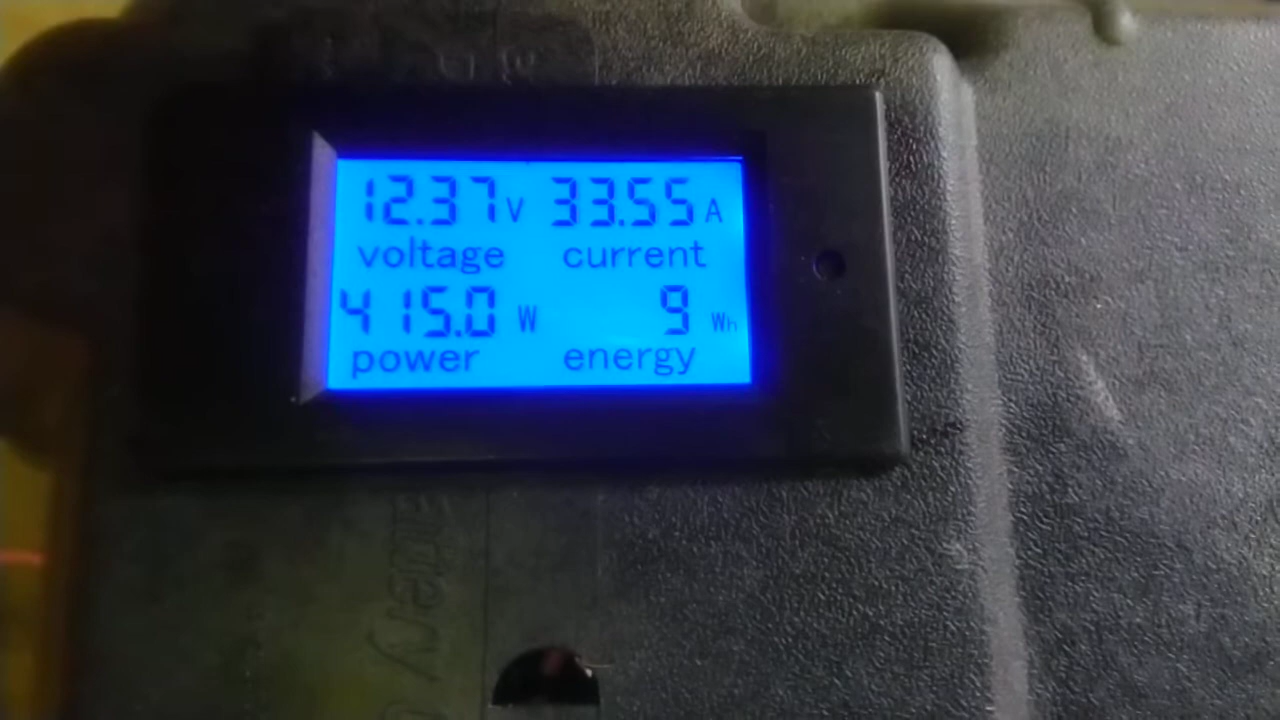 12.37 V 33.55 A
voltage current
415.0 W 9 Wh
power energy